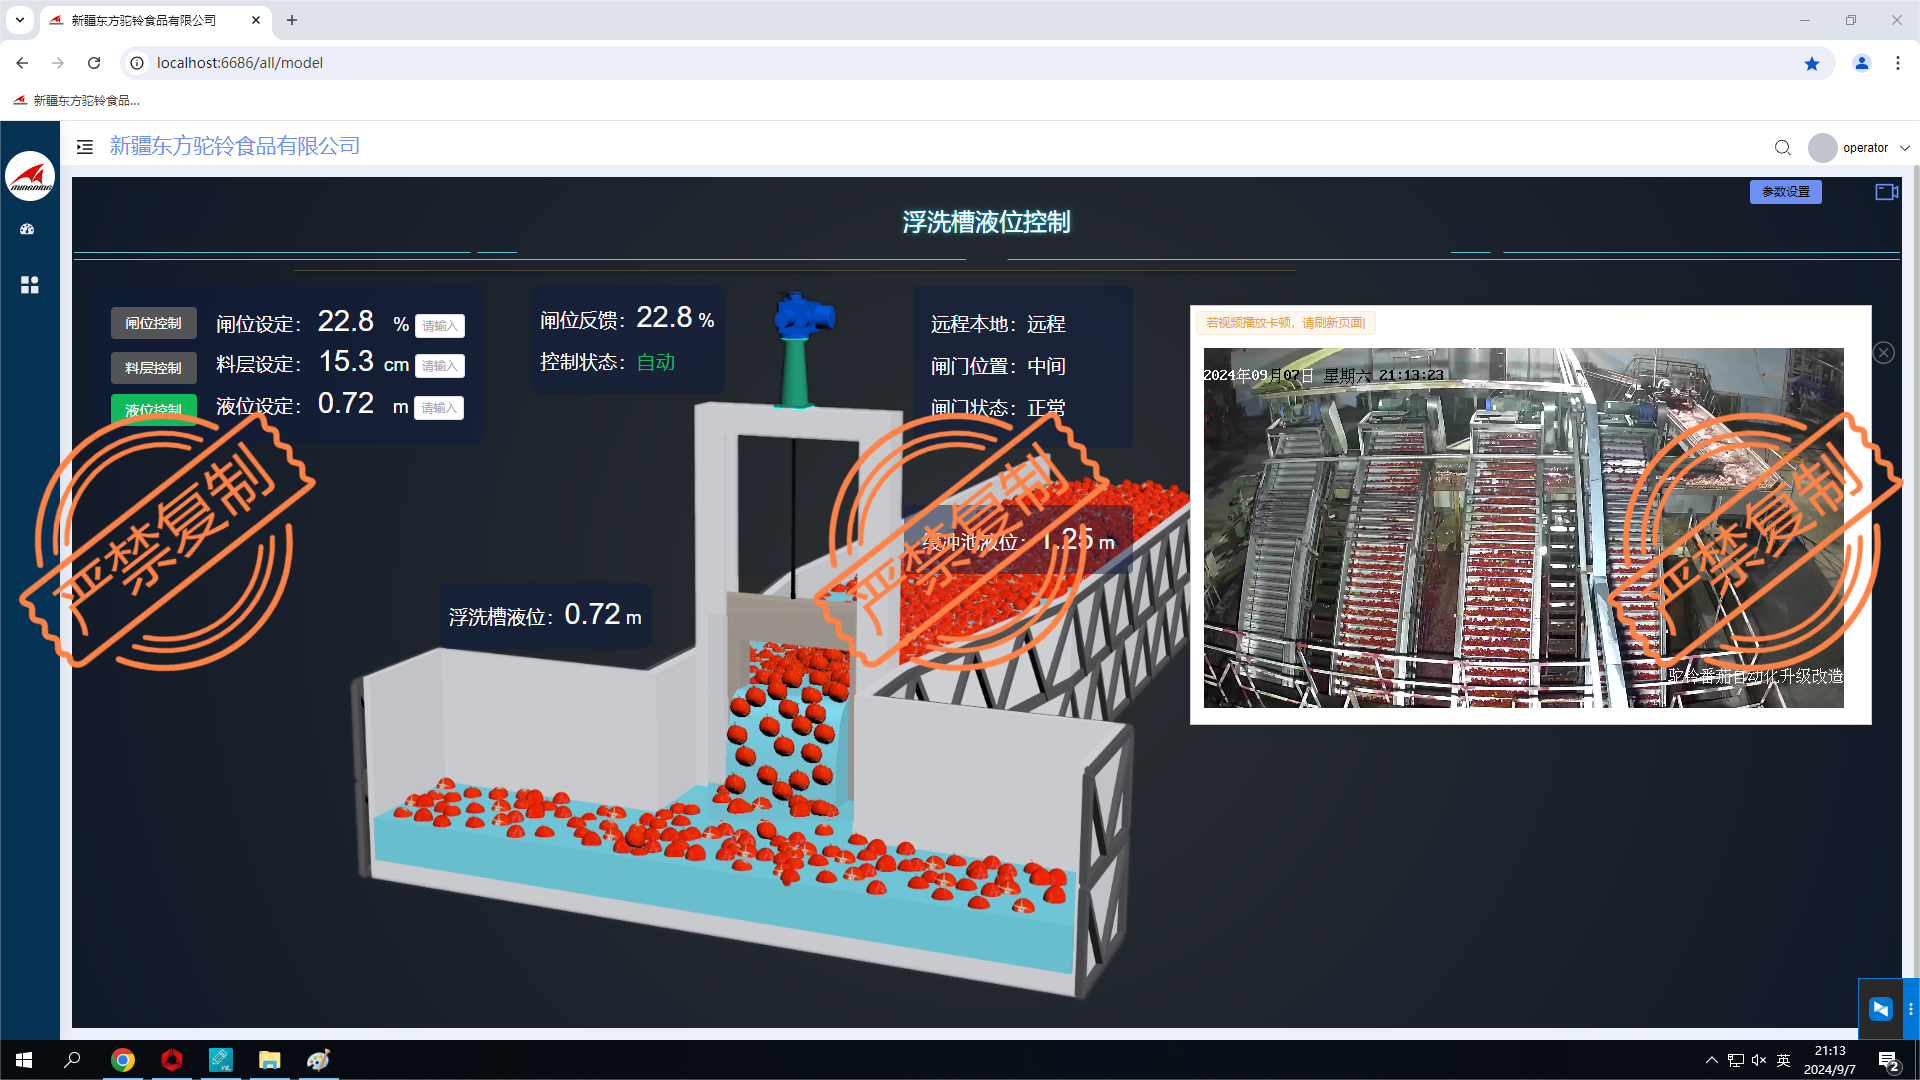 新疆东方驼铃食品有限公司
localhost:6686/all/model
新疆东方驼铃食品...
新疆东方驼铃食品有限公司
operator
参数设置
浮洗槽液位控制
闸位控制 闸位设定： 22.8 % 请输入
料层控制 料层设定： 15.3 cm 请输入
液位控制 液位设定： 0.72 m 请输入
闸位反馈： 22.8 %
控制状态： 自动
远程本地： 远程
闸门位置： 中间
闸门状态： 正常
若视频播放卡顿，请刷新页面!
2024年09月07日 星期六 21:13:23
驼铃番茄自动化升级改造
缓冲池液位： 1.25 m
浮洗槽液位： 0.72 m
严禁复制
严禁复制
严禁复制
MINGDING
英
21:13
2024/9/7
2